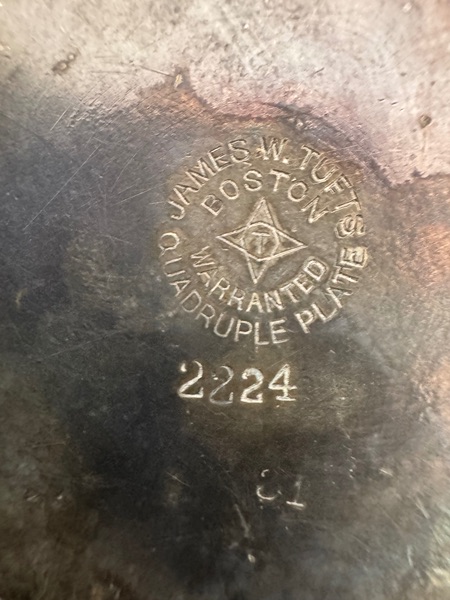 JAMES W. TUFTS
BOSTON
T
WARRANTED
QUADRUPLE PLATE
2224